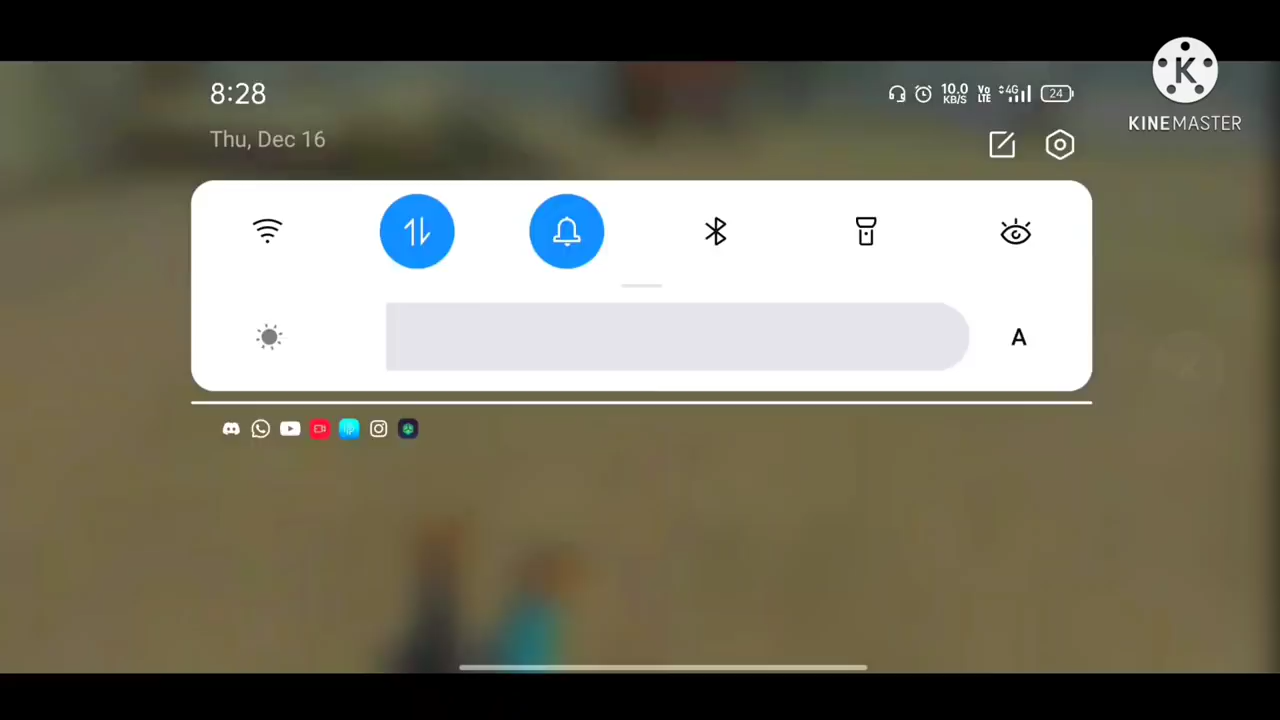 8:28
10.0 KB/S Vo LTE 4G 24
Thu, Dec 16
K
KINEMASTER
A